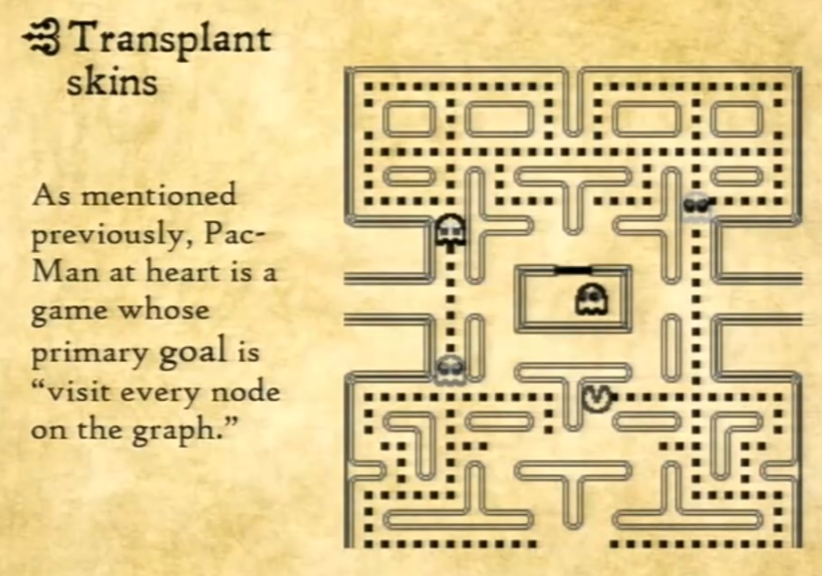 Transplant
skins
As mentioned
previously, Pac-
Man at heart is a
game whose
primary goal is
“visit every node
on the graph.”